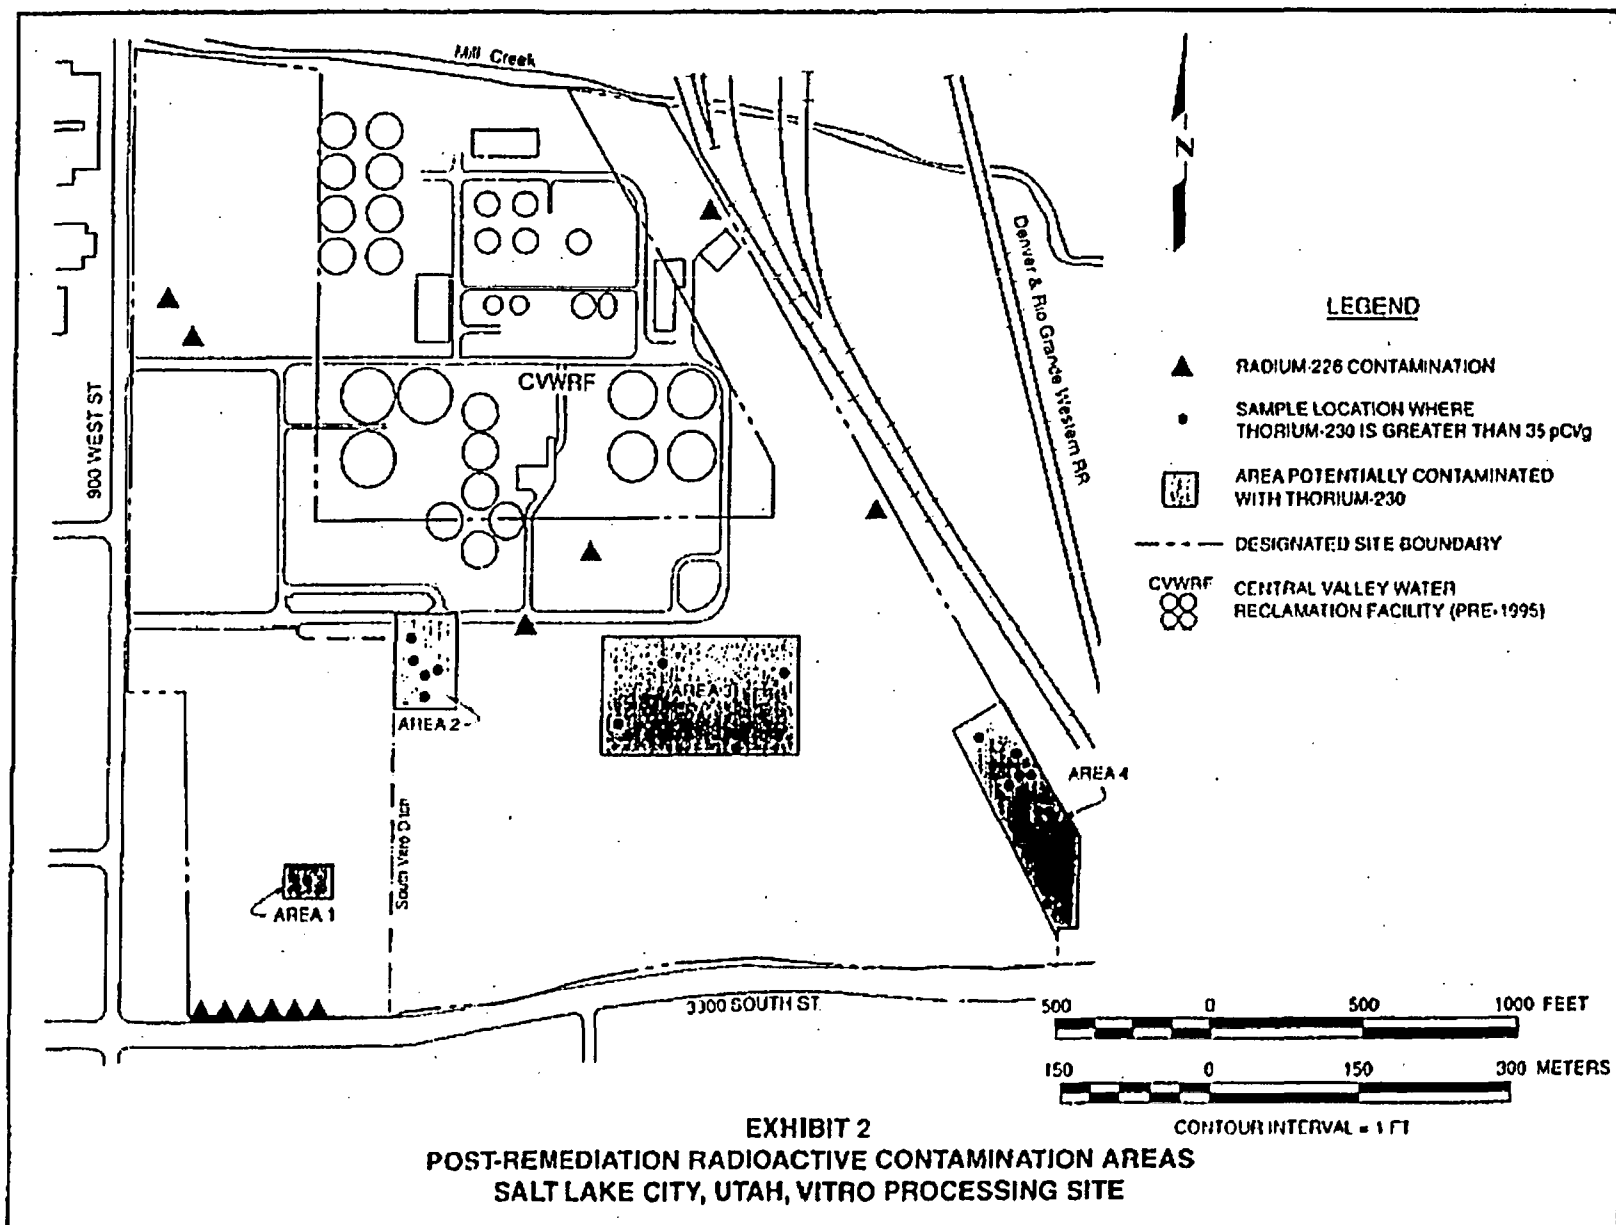 Mill Creek
N
Denver & Rio Grande Western RR
900 WEST ST
CVWRF
AREA 2
AREA 3
AREA 4
South Vitro Ditch
AREA 1
3300 SOUTH ST.
LEGEND
RADIUM-226 CONTAMINATION
SAMPLE LOCATION WHERE
THORIUM-230 IS GREATER THAN 35 pCi/g
AREA POTENTIALLY CONTAMINATED
WITH THORIUM-230
DESIGNATED SITE BOUNDARY
CVWRF
CENTRAL VALLEY WATER
RECLAMATION FACILITY (PRE-1995)
500 0 500 1000 FEET
150 0 150 300 METERS
CONTOUR INTERVAL = 1 FT
EXHIBIT 2
POST-REMEDIATION RADIOACTIVE CONTAMINATION AREAS
SALT LAKE CITY, UTAH, VITRO PROCESSING SITE